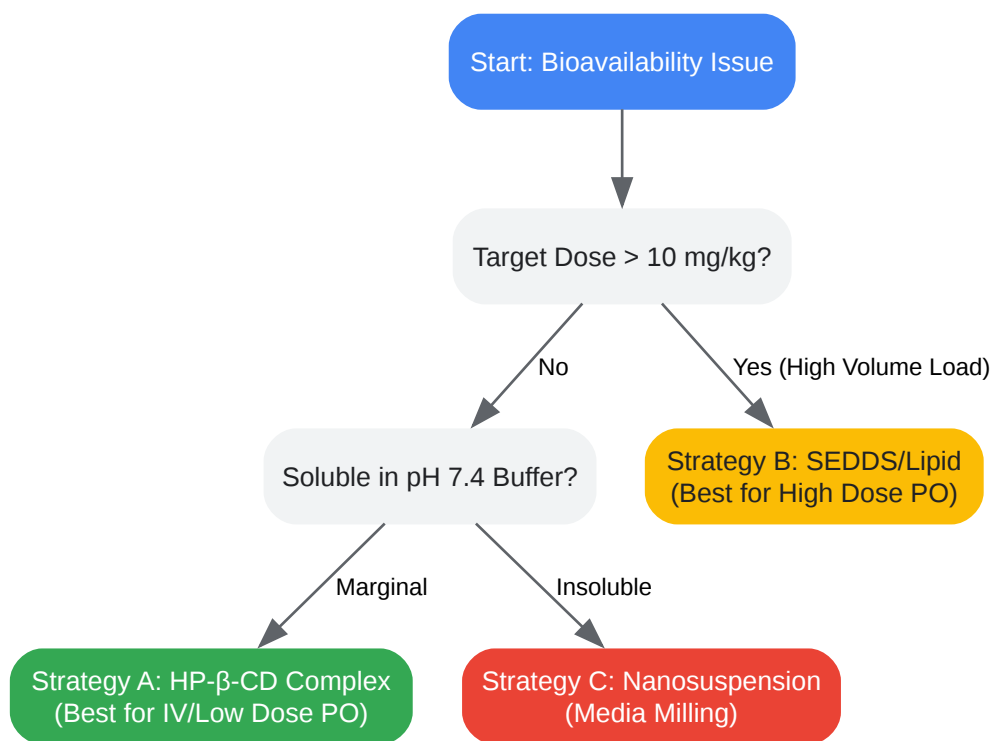 Start: Bioavailability Issue
Target Dose > 10 mg/kg?
No
Yes (High Volume Load)
Soluble in pH 7.4 Buffer?
Strategy B: SEDDS/Lipid
(Best for High Dose PO)
Marginal
Insoluble
Strategy A: HP-β-CD Complex
(Best for IV/Low Dose PO)
Strategy C: Nanosuspension
(Media Milling)